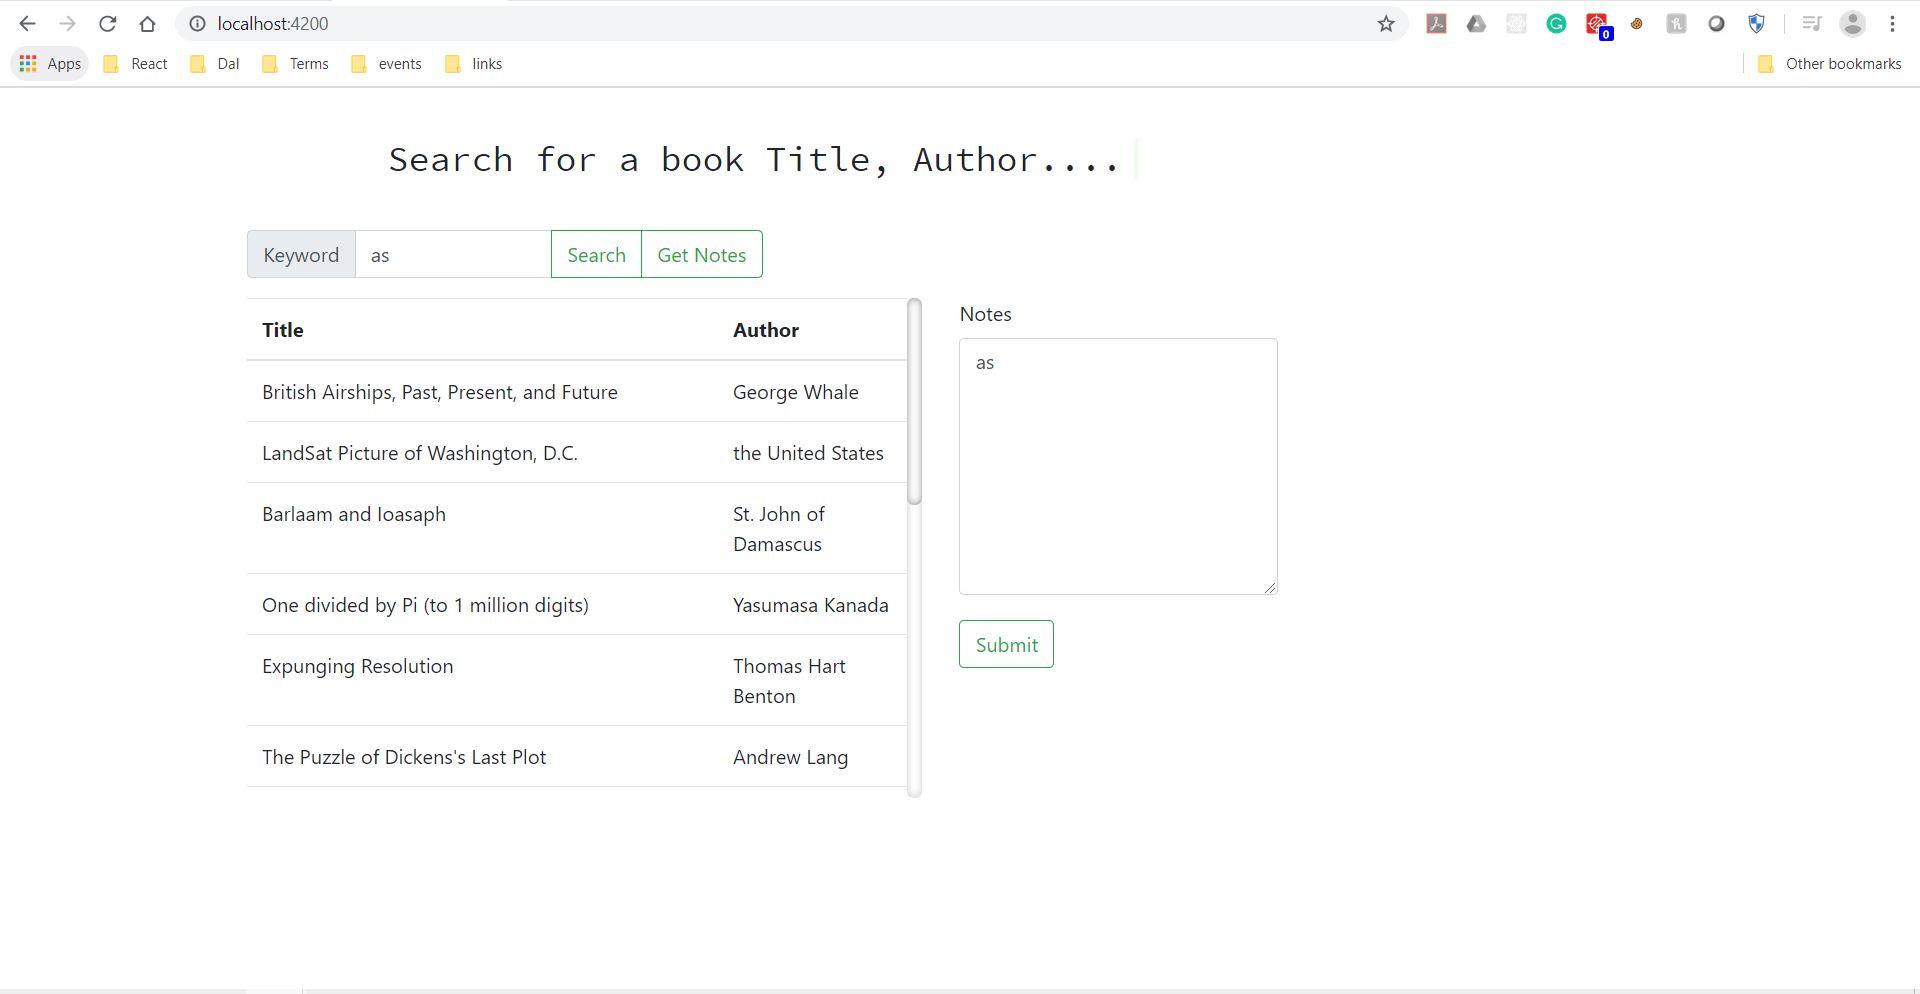 localhost:4200
0
Apps React Dal Terms events links Other bookmarks
Search for a book Title, Author....
Keyword as Search Get Notes
Title Author
British Airships, Past, Present, and Future George Whale
LandSat Picture of Washington, D.C. the United States
Barlaam and Ioasaph St. John of
Damascus
One divided by Pi (to 1 million digits) Yasumasa Kanada
Expunging Resolution Thomas Hart
Benton
The Puzzle of Dickens's Last Plot Andrew Lang
Notes
as
Submit